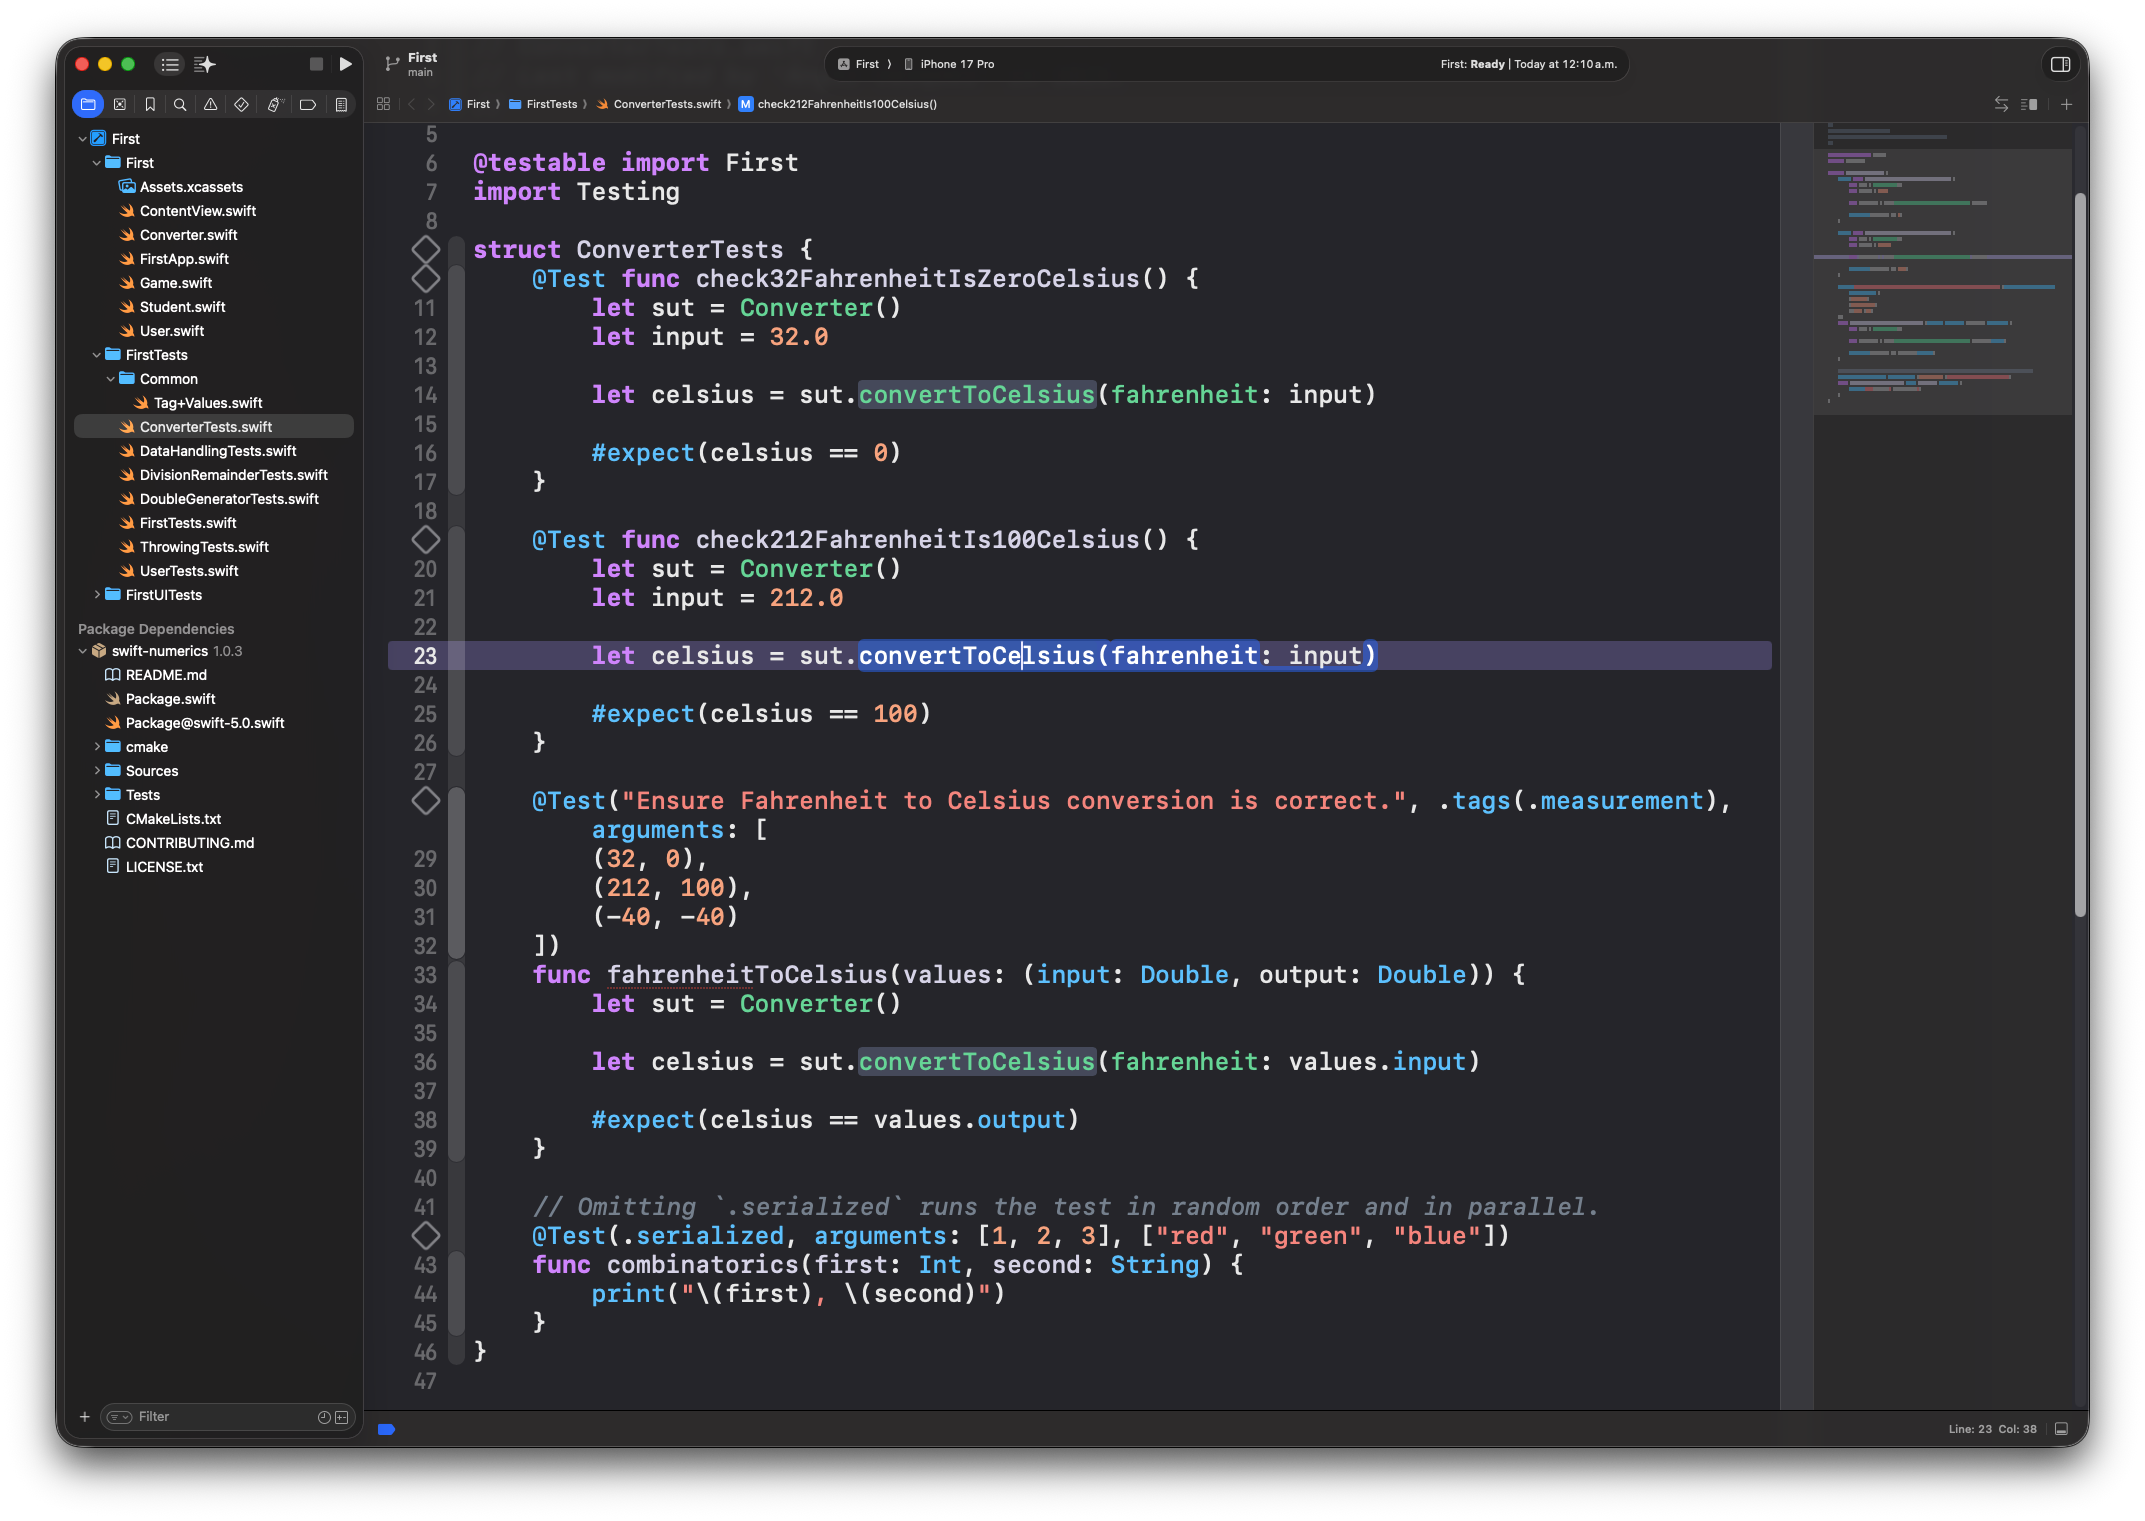 First
main
First
iPhone 17 Pro
First: Ready | Today at 12:10 a.m.
First
FirstTests
ConverterTests.swift
M
check212FahrenheitIs100Celsius()
First
First
Assets.xcassets
ContentView.swift
Converter.swift
FirstApp.swift
Game.swift
Student.swift
User.swift
FirstTests
Common
Tag+Values.swift
ConverterTests.swift
DataHandlingTests.swift
DivisionRemainderTests.swift
DoubleGeneratorTests.swift
FirstTests.swift
ThrowingTests.swift
UserTests.swift
FirstUITests
Package Dependencies
swift-numerics 1.0.3
README.md
Package.swift
Package@swift-5.0.swift
cmake
Sources
Tests
CMakeLists.txt
CONTRIBUTING.md
LICENSE.txt
Filter
5
6 @testable import First
7 import Testing
8
struct ConverterTests {
@Test func check32FahrenheitIsZeroCelsius() {
11 let sut = Converter()
12 let input = 32.0
13
14 let celsius = sut.convertToCelsius(fahrenheit: input)
15
16 #expect(celsius == 0)
17 }
18
@Test func check212FahrenheitIs100Celsius() {
20 let sut = Converter()
21 let input = 212.0
22
23 let celsius = sut.convertToCelsius(fahrenheit: input)
24
25 #expect(celsius == 100)
26 }
27
@Test("Ensure Fahrenheit to Celsius conversion is correct.", .tags(.measurement),
arguments: [
29 (32, 0),
30 (212, 100),
31 (-40, -40)
32 ])
33 func fahrenheitToCelsius(values: (input: Double, output: Double)) {
34 let sut = Converter()
35
36 let celsius = sut.convertToCelsius(fahrenheit: values.input)
37
38 #expect(celsius == values.output)
39 }
40
41 // Omitting `.serialized` runs the test in random order and in parallel.
@Test(.serialized, arguments: [1, 2, 3], ["red", "green", "blue"])
43 func combinatorics(first: Int, second: String) {
44 print("\(first), \(second)")
45 }
46 }
47
Line: 23 Col: 38